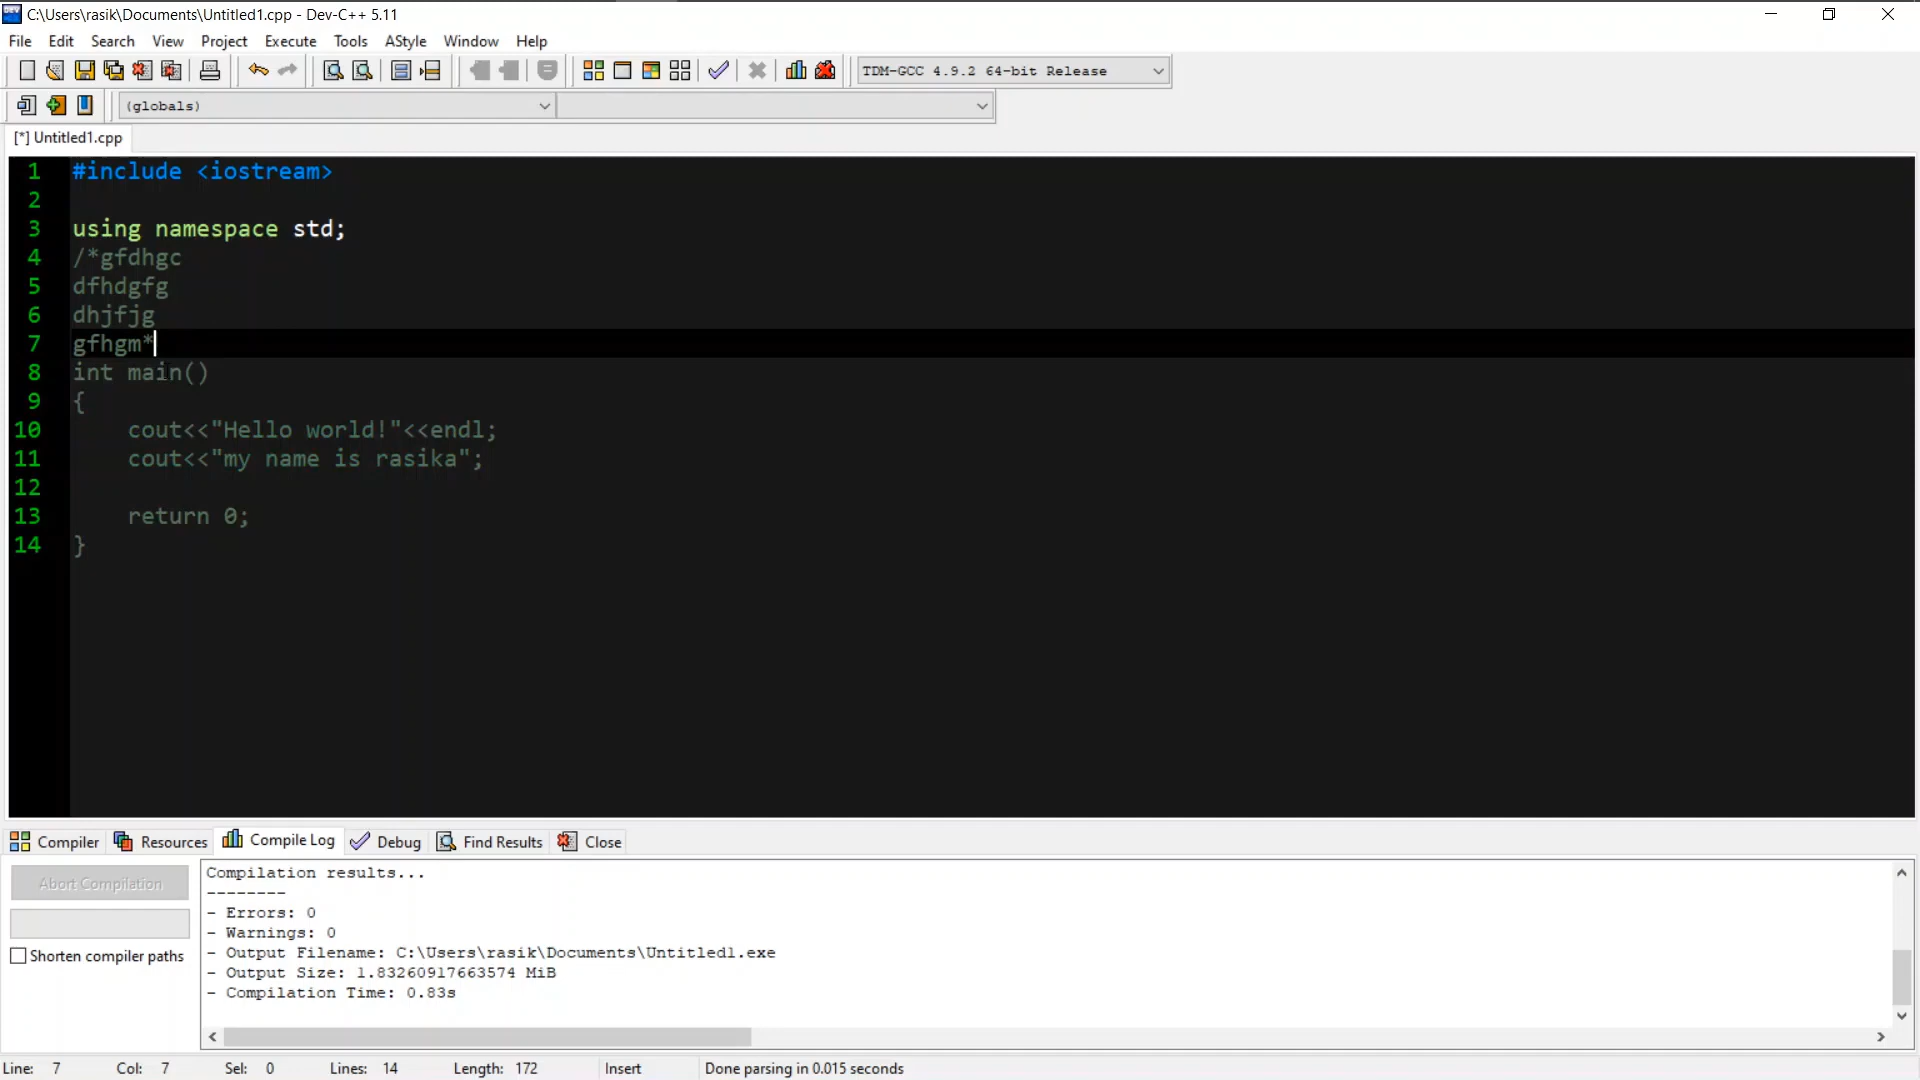 C:\Users\rasik\Documents\Untitled1.cpp - Dev-C++ 5.11
File Edit Search View Project Execute Tools AStyle Window Help
TDM-GCC 4.9.2 64-bit Release
(globals)
[*] Untitled1.cpp
1 #include <iostream>
2
3 using namespace std;
4 /*gfdhgc
5 dfhdgfg
6 dhjfjg
7 gfhgm*
8 int main()
9 {
10 cout<<"Hello world!"<<endl;
11 cout<<"my name is rasika";
12
13 return 0;
14 }
Compiler Resources Compile Log Debug Find Results Close
Abort Compilation
Shorten compiler paths
Compilation results...
--------
- Errors: 0
- Warnings: 0
- Output Filename: C:\Users\rasik\Documents\Untitled1.exe
- Output Size: 1.83260917663574 MiB
- Compilation Time: 0.83s
Line: 7 Col: 7 Sel: 0 Lines: 14 Length: 172 Insert Done parsing in 0.015 seconds